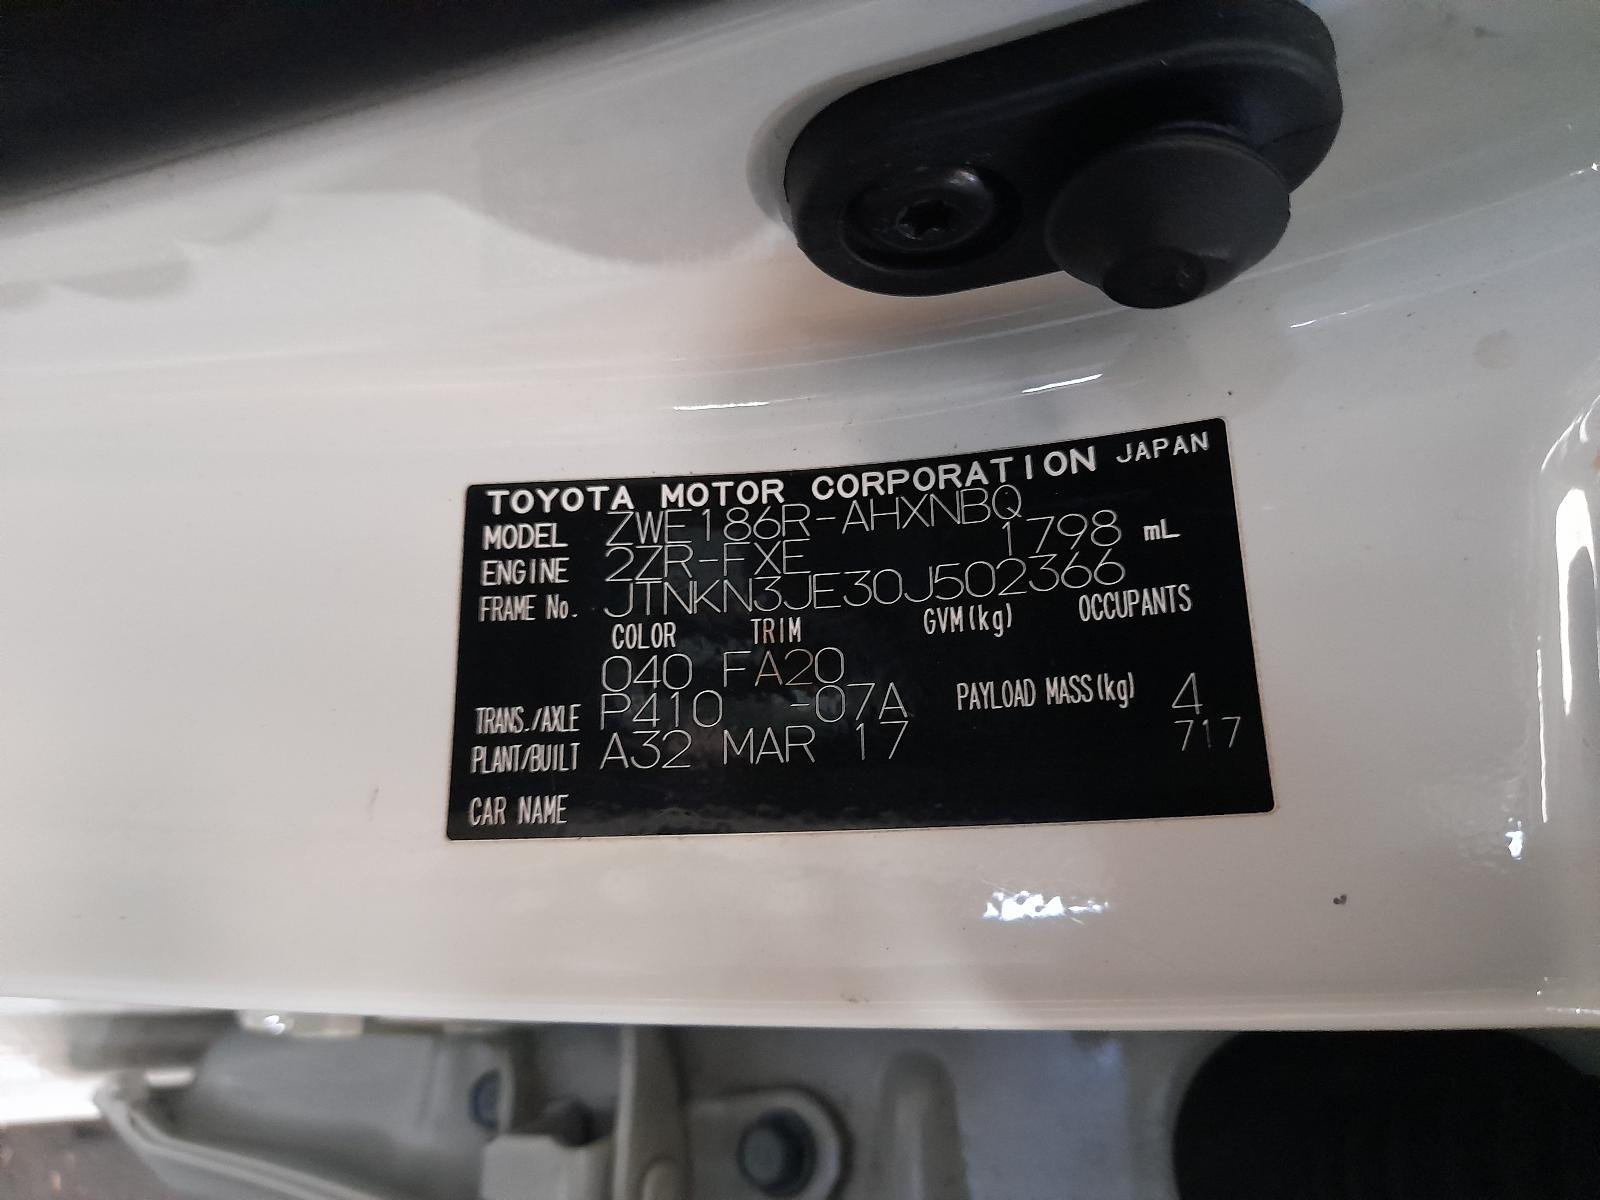 TOYOTA MOTOR CORPORATION JAPAN
MODEL ZWE186R-AHXNBQ
ENGINE 2ZR-FXE 1798 mL
FRAME No. JTNKN3JE30J502366
COLOR TRIM GVM(kg) OCCUPANTS
040 FA20
TRANS./AXLE P410 -07A PAYLOAD MASS(kg) 4
PLANT/BUILT A32 MAR 17 717
CAR NAME